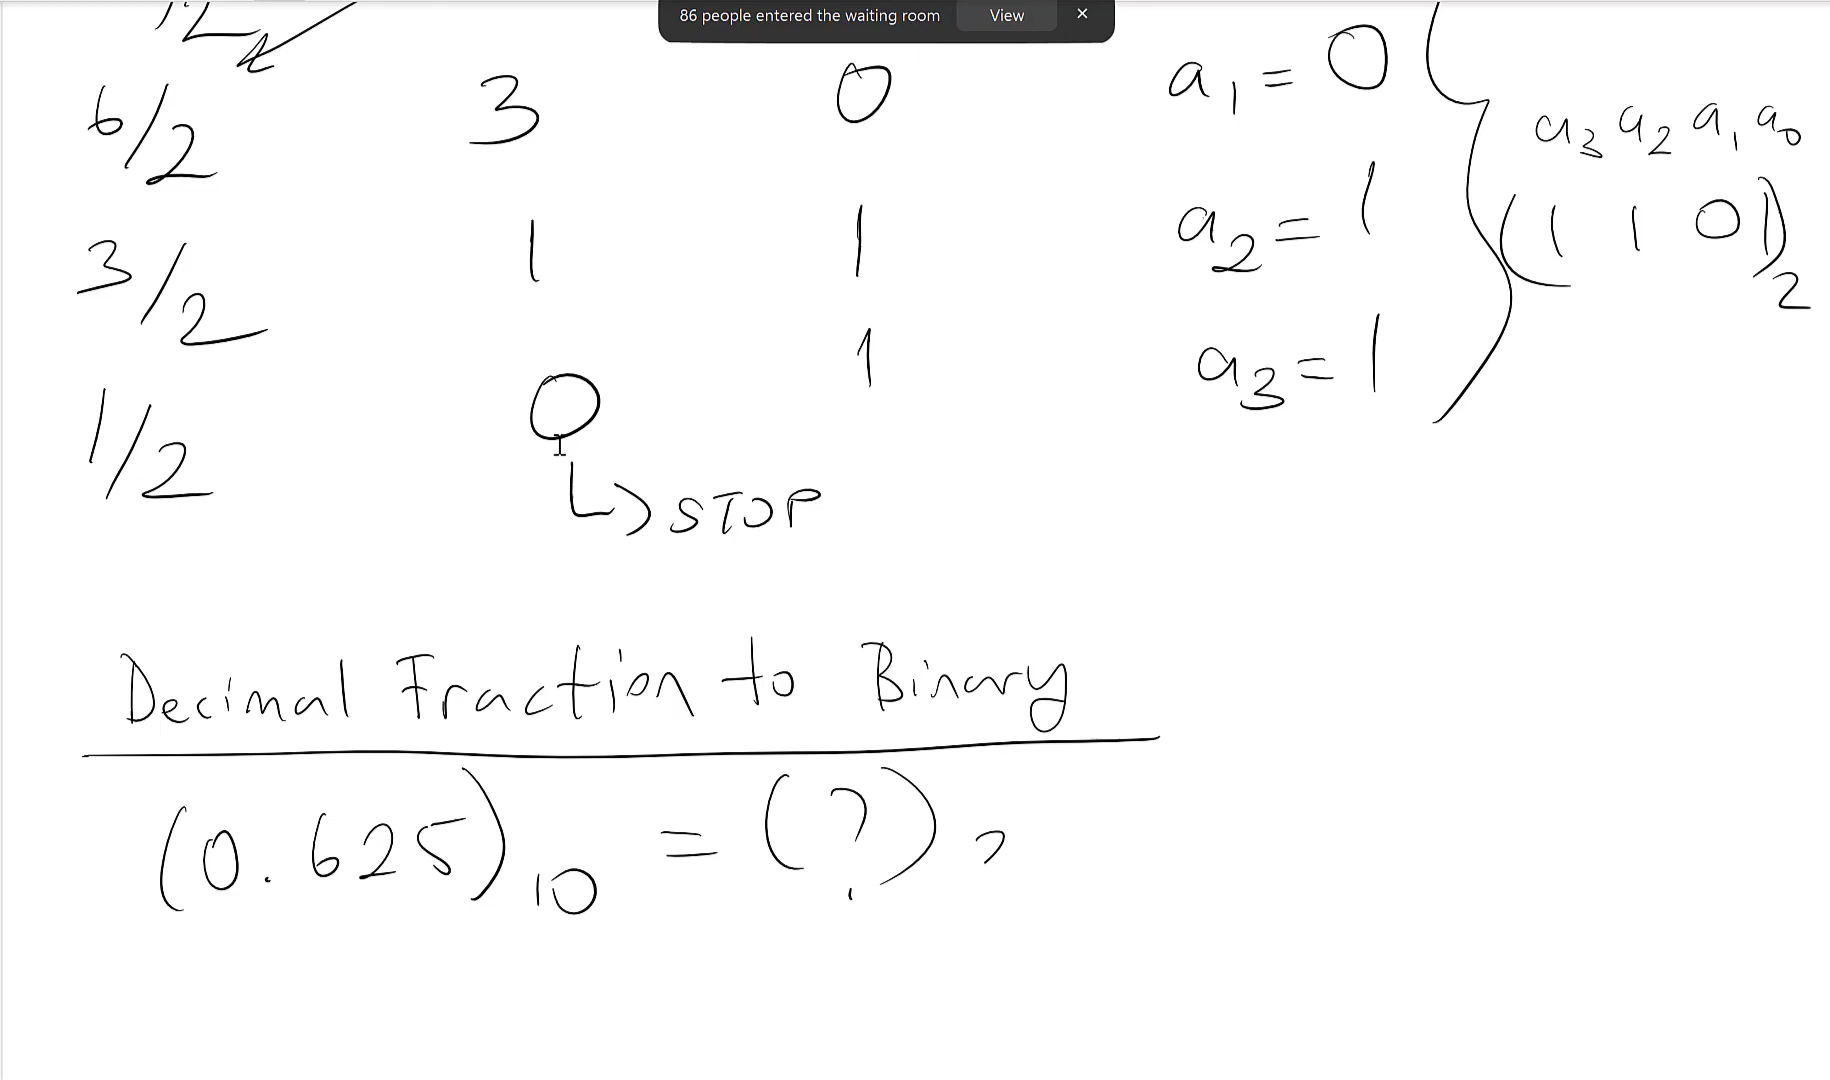 86 people entered the waiting room View ×
6/2 3 0 a1 = 0
a3 a2 a1 a0
3/2 1 1 a2 = 1 (1 1 0 1)2
1/2 0 1 a3 = 1
STOP
Decimal Fraction to Binary
(0.625)10 = (?)2